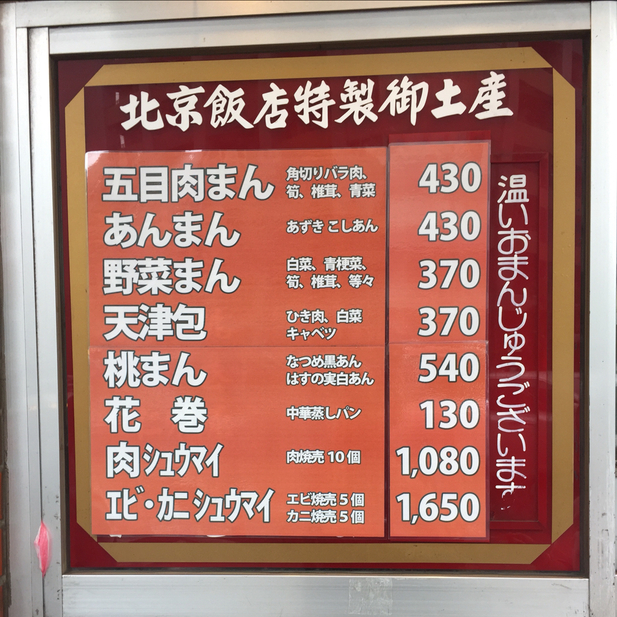 北京飯店特製御土産
五目肉まん 角切りバラ肉、筍、椎茸、青菜 430
あんまん あずき こしあん 430
野菜まん 白菜、青梗菜、筍、椎茸、等々 370
天津包 ひき肉、白菜 キャベツ 370
桃まん なつめ黒あん はすの実白あん 540
花 巻 中華蒸しパン 130
肉シュウマイ 肉焼売10個 1,080
エビ・カニシュウマイ エビ焼売5個 カニ焼売5個 1,650
温いおまんじゅうございます